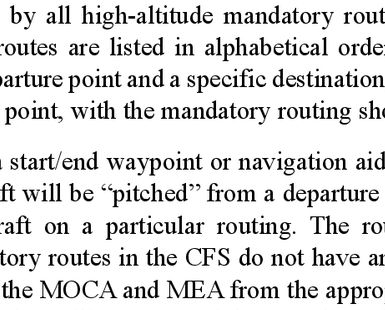 by all high-altitude mandatory rout
routes are listed in alphabetical orde
parture point and a specific destination
point, with the mandatory routing sho
a start/end waypoint or navigation aid
ft will be “pitched” from a departure
raft on a particular routing. The rou
tory routes in the CFS do not have an
the MOCA and MEA from the approp